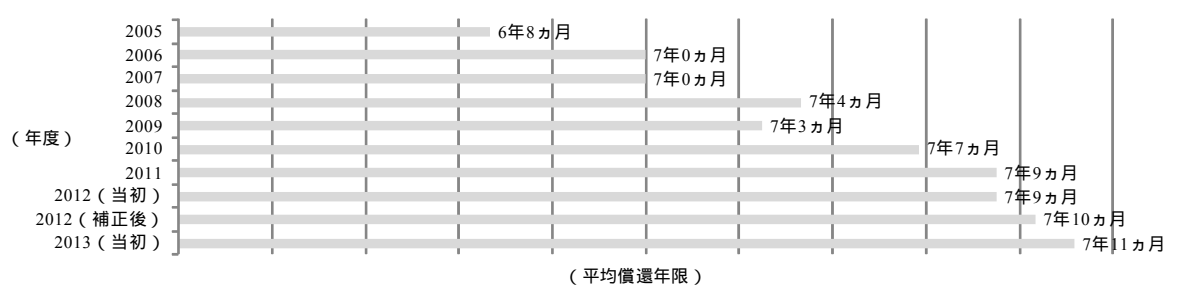 2005 6年8ヵ月
2006 7年0ヵ月
2007 7年0ヵ月
2008 7年4ヵ月
2009 7年3ヵ月
（年度）
2010 7年7ヵ月
2011 7年9ヵ月
2012（当初） 7年9ヵ月
2012（補正後） 7年10ヵ月
2013（当初） 7年11ヵ月
（平均償還年限）